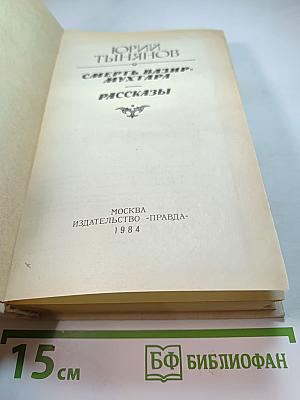 ЮРИЙ
ТЫНЯНОВ
СМЕРТЬ ВАЗИР-
МУХТАРА
РАССКАЗЫ
МОСКВА
ИЗДАТЕЛЬСТВО «ПРАВДА»
1984
15 см
БФ БИБЛИОФАН